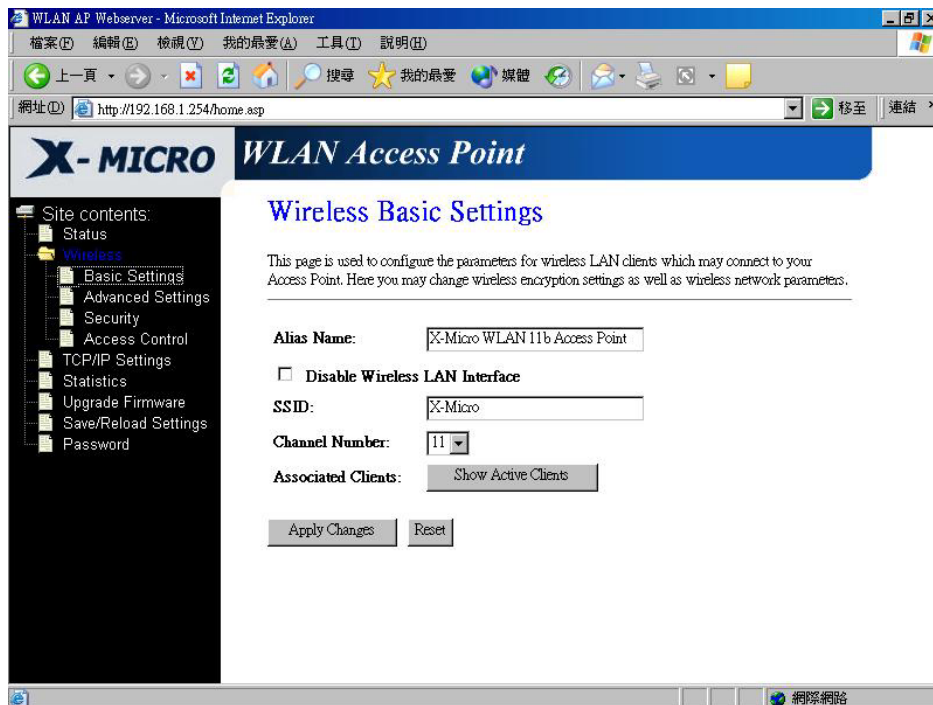 WLAN AP Webserver - Microsoft Internet Explorer
檔案(F) 編輯(E) 檢視(V) 我的最愛(A) 工具(T) 說明(H)
上一頁 搜尋 我的最愛 媒體
網址(D) http://192.168.1.254/home.asp 移至 連結
X-MICRO WLAN Access Point
Site contents:
Status
Wireless
Basic Settings
Advanced Settings
Security
Access Control
TCP/IP Settings
Statistics
Upgrade Firmware
Save/Reload Settings
Password
Wireless Basic Settings
This page is used to configure the parameters for wireless LAN clients which may connect to your
Access Point. Here you may change wireless encryption settings as well as wireless network parameters.
Alias Name: X-Micro WLAN 11b Access Point
Disable Wireless LAN Interface
SSID: X-Micro
Channel Number: 11
Associated Clients: Show Active Clients
Apply Changes Reset
網際網路